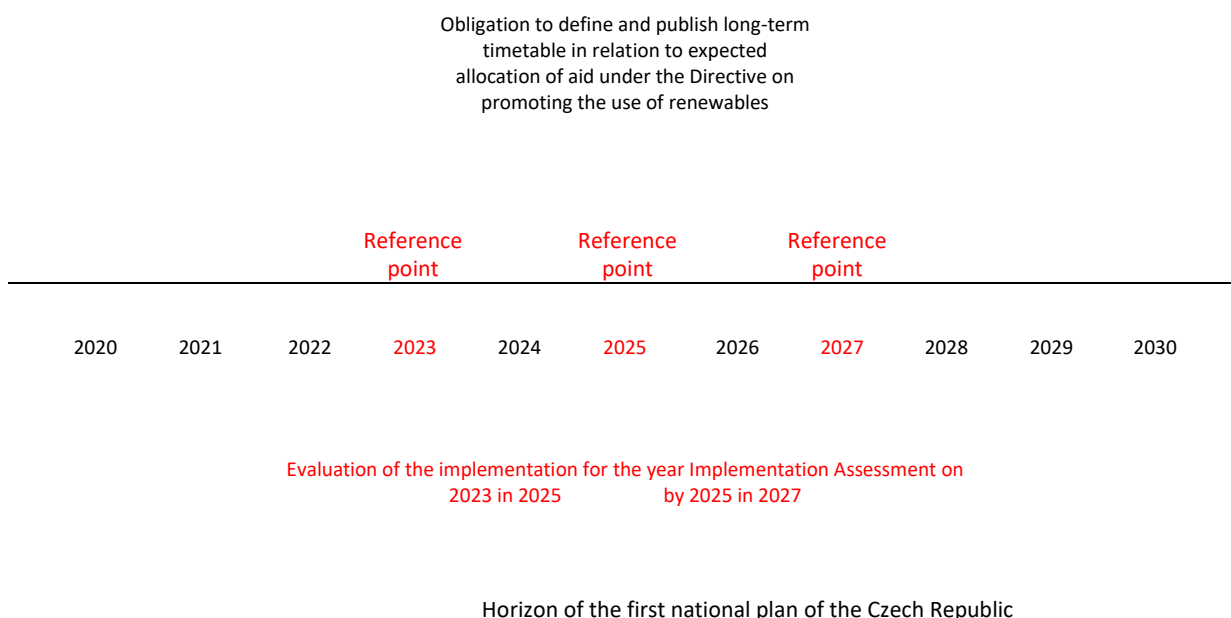 Obligation to define and publish long-term
timetable in relation to expected
allocation of aid under the Directive on
promoting the use of renewables
Reference point
Reference point
Reference point
2020 2021 2022 2023 2024 2025 2026 2027 2028 2029 2030
Evaluation of the implementation for the year Implementation Assessment on
2023 in 2025 by 2025 in 2027
Horizon of the first national plan of the Czech Republic